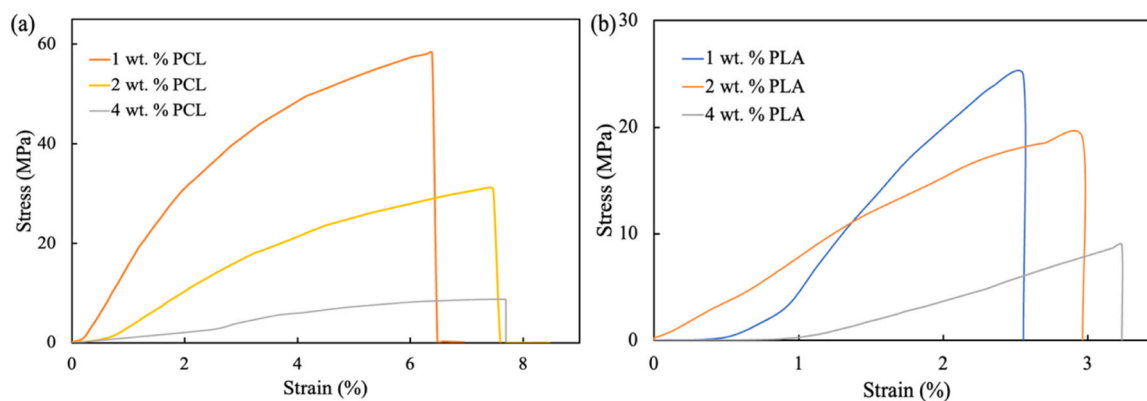 (a)
60
40
20
0
Stress (MPa)
1 wt. % PCL
2 wt. % PCL
4 wt. % PCL
0 2 4 6 8
Strain (%)
(b)
30
20
10
0
Stress (MPa)
1 wt. % PLA
2 wt. % PLA
4 wt. % PLA
0 1 2 3
Strain (%)